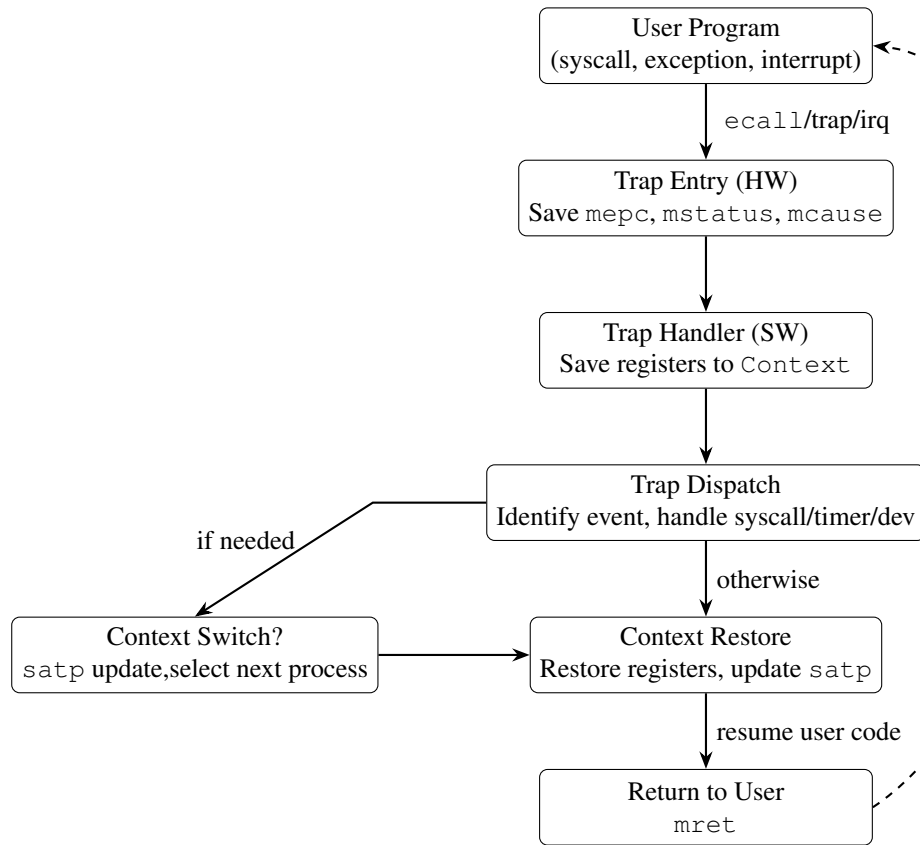 User Program
(syscall, exception, interrupt)
ecall/trap/irq
Trap Entry (HW)
Save mepc, mstatus, mcause
Trap Handler (SW)
Save registers to Context
Trap Dispatch
Identify event, handle syscall/timer/dev
if needed
otherwise
Context Switch?
satp update,select next process
Context Restore
Restore registers, update satp
resume user code
Return to User
mret